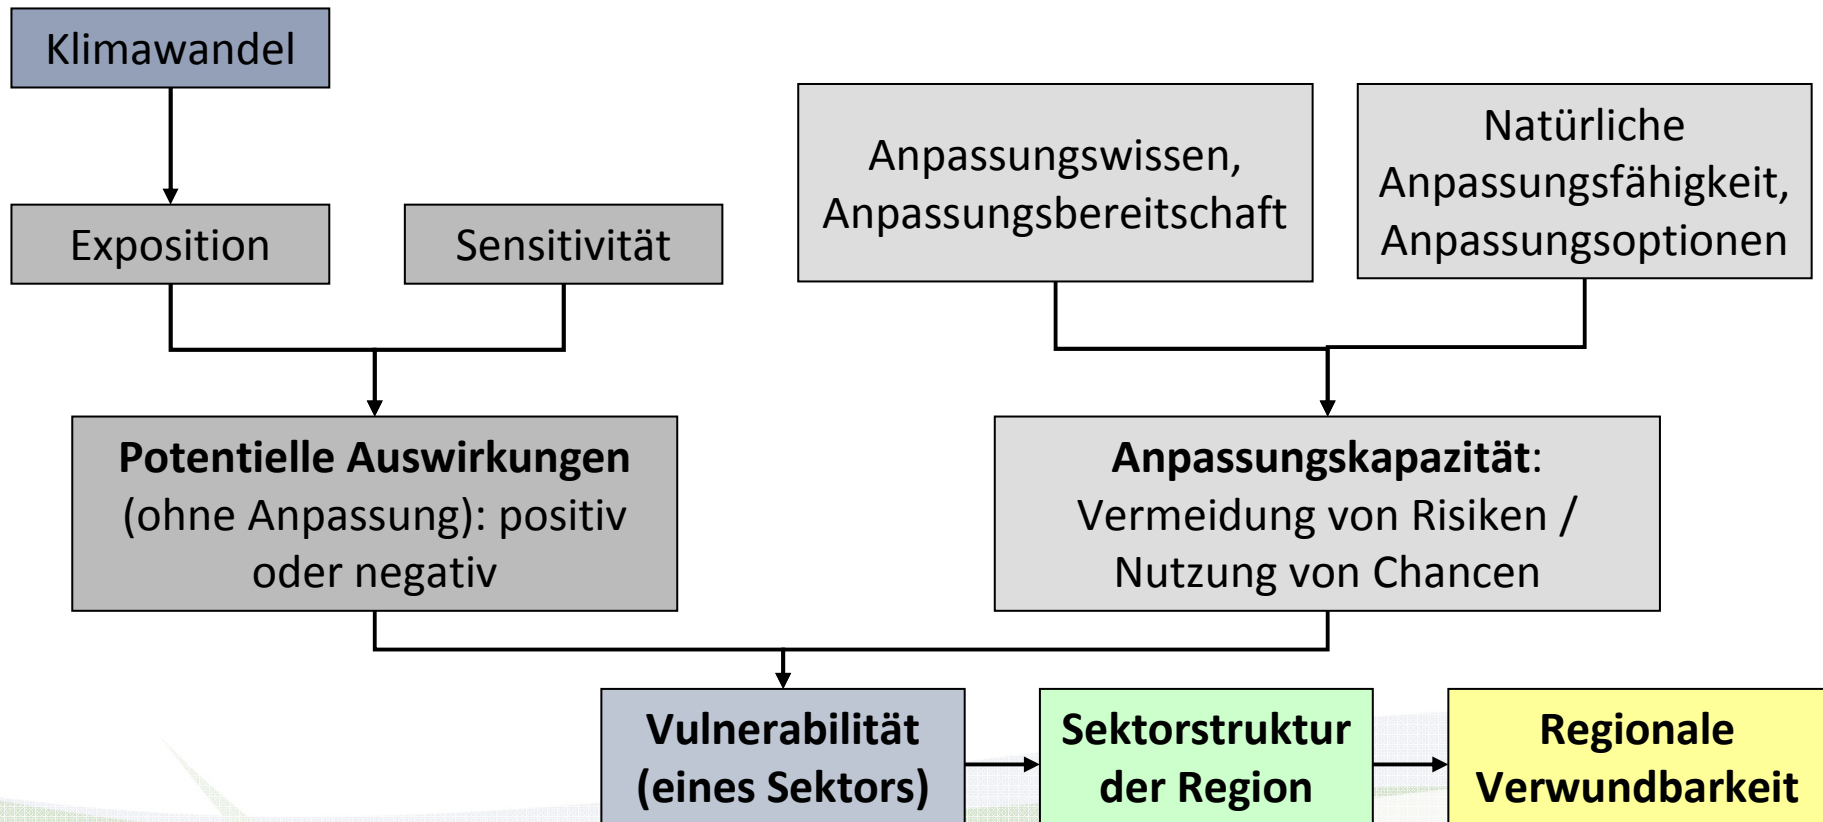 Klimawandel
Anpassungswissen,
Anpassungsbereitschaft
Natürliche
Anpassungsfähigkeit,
Anpassungsoptionen
Exposition
Sensitivität
Potentielle Auswirkungen
(ohne Anpassung): positiv
oder negativ
Anpassungskapazität:
Vermeidung von Risiken /
Nutzung von Chancen
Vulnerabilität
(eines Sektors)
Sektorstruktur
der Region
Regionale
Verwundbarkeit